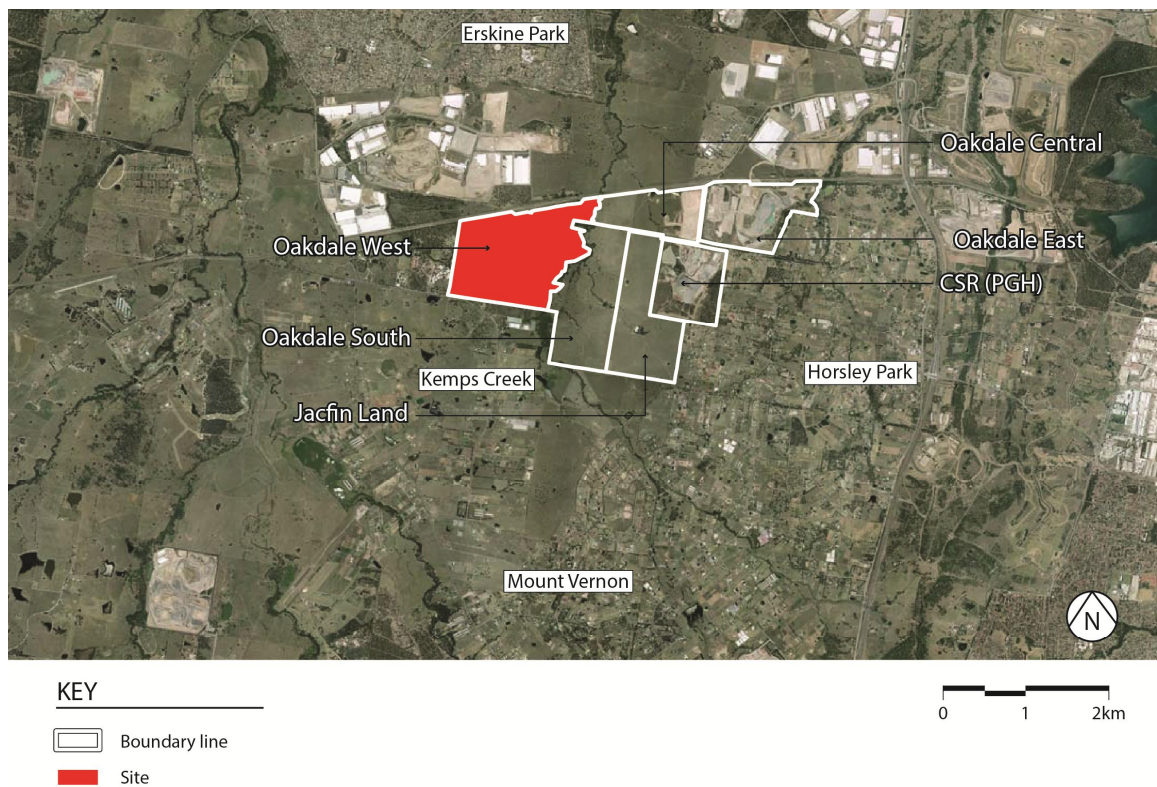 Erskine Park
Oakdale Central
Oakdale West
Oakdale East
CSR (PGH)
Oakdale South
Kemps Creek
Horsley Park
Jacfin Land
Mount Vernon
N
KEY
Boundary line
Site
0 1 2km